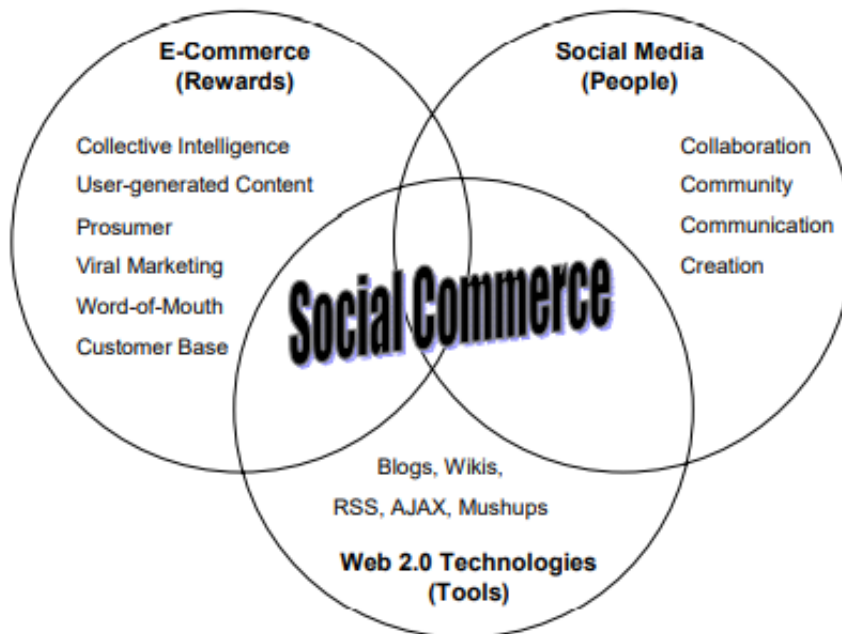 E-Commerce
(Rewards)
Collective Intelligence
User-generated Content
Prosumer
Viral Marketing
Word-of-Mouth
Customer Base
Social Media
(People)
Collaboration
Community
Communication
Creation
Social Commerce
Blogs, Wikis,
RSS, AJAX, Mushups
Web 2.0 Technologies
(Tools)